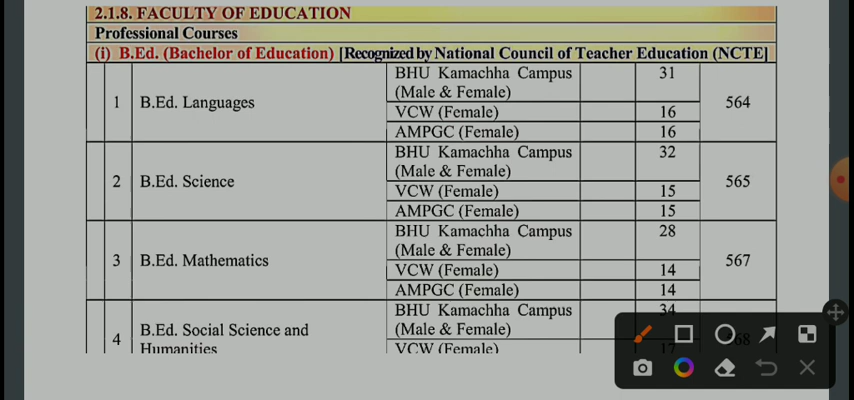 2.1.8. FACULTY OF EDUCATION
Professional Courses
(i) B.Ed. (Bachelor of Education) [Recognized by National Council of Teacher Education (NCTE]
1 B.Ed. Languages
BHU Kamachha Campus (Male & Female) 31
VCW (Female) 16
AMPGC (Female) 16
564
2 B.Ed. Science
BHU Kamachha Campus (Male & Female) 32
VCW (Female) 15
AMPGC (Female) 15
565
3 B.Ed. Mathematics
BHU Kamachha Campus (Male & Female) 28
VCW (Female) 14
AMPGC (Female) 14
567
4 B.Ed. Social Science and Humanities
BHU Kamachha Campus (Male & Female) 34
VCW (Female) 17